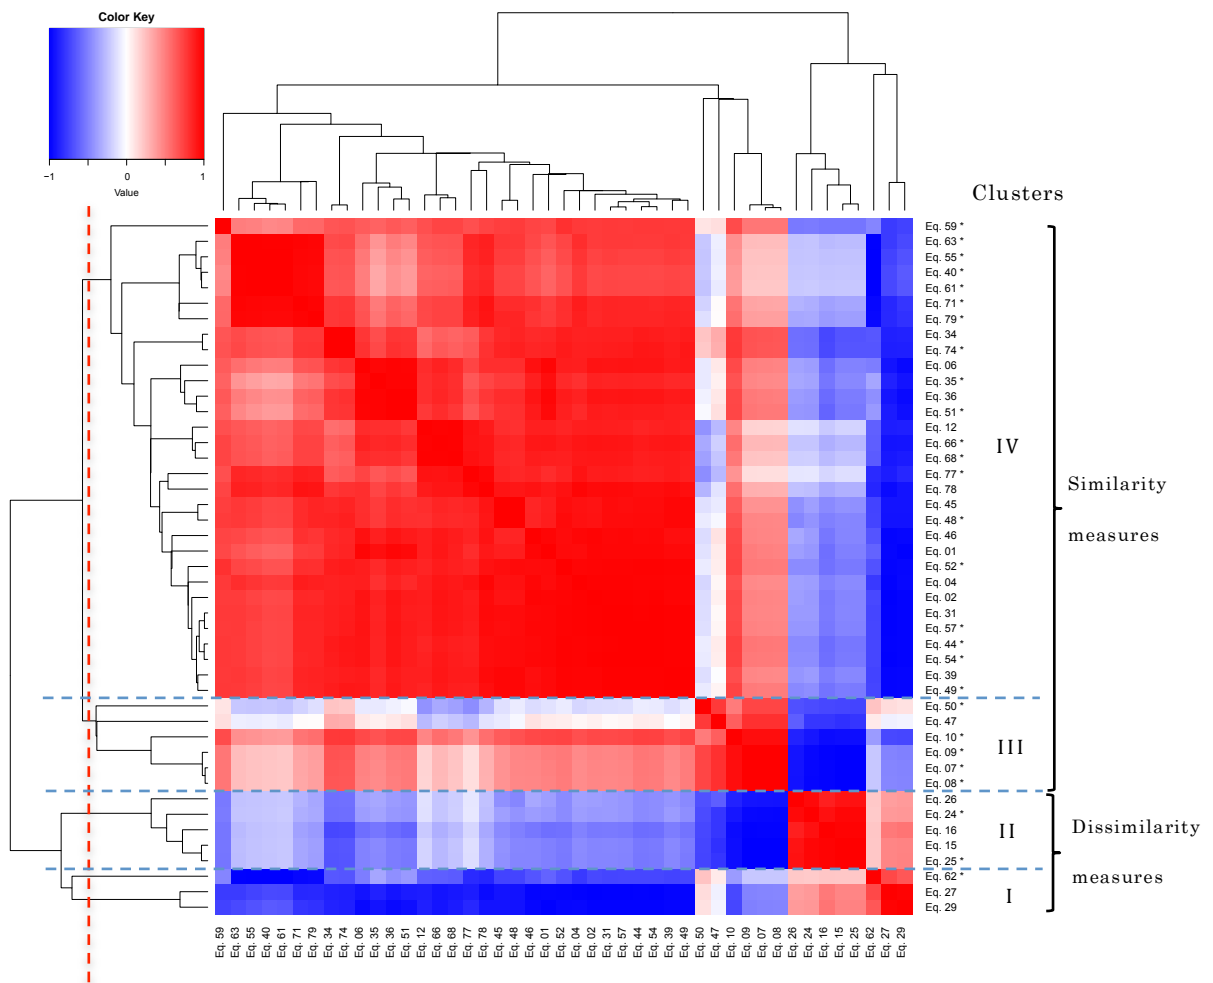 Color Key
−1 0 1
Value
Clusters
Eq. 59 *
Eq. 63 *
Eq. 55 *
Eq. 40 *
Eq. 61 *
Eq. 71 *
Eq. 79 *
Eq. 34
Eq. 74 *
Eq. 06
Eq. 35 *
Eq. 36
Eq. 51 *
Eq. 12
Eq. 66 *
Eq. 68 *
Eq. 77 *
Eq. 78
Eq. 45
Eq. 48 *
Eq. 46
Eq. 01
Eq. 52 *
Eq. 04
Eq. 02
Eq. 31
Eq. 57 *
Eq. 44 *
Eq. 54 *
Eq. 39
Eq. 49 *
Eq. 50 *
Eq. 47
Eq. 10 *
Eq. 09 *
Eq. 07 *
Eq. 08 *
Eq. 26
Eq. 24 *
Eq. 16
Eq. 15
Eq. 25 *
Eq. 62 *
Eq. 27
Eq. 29
IV
III
II
I
Similarity
measures
Dissimilarity
measures
Eq. 59
Eq. 63
Eq. 55
Eq. 40
Eq. 61
Eq. 71
Eq. 79
Eq. 34
Eq. 74
Eq. 06
Eq. 35
Eq. 36
Eq. 51
Eq. 12
Eq. 66
Eq. 68
Eq. 77
Eq. 78
Eq. 45
Eq. 48
Eq. 46
Eq. 01
Eq. 52
Eq. 04
Eq. 02
Eq. 31
Eq. 57
Eq. 44
Eq. 54
Eq. 39
Eq. 49
Eq. 50
Eq. 47
Eq. 10
Eq. 09
Eq. 07
Eq. 08
Eq. 26
Eq. 24
Eq. 16
Eq. 15
Eq. 25
Eq. 62
Eq. 27
Eq. 29